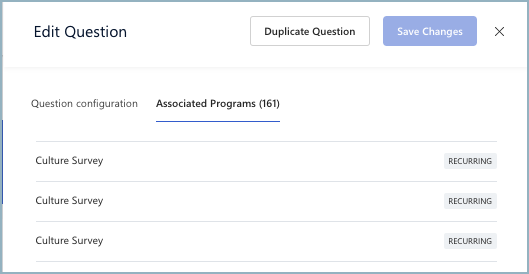 Edit Question
Duplicate Question
Save Changes
Question configuration
Associated Programs (161)
Culture Survey
RECURRING
Culture Survey
RECURRING
Culture Survey
RECURRING